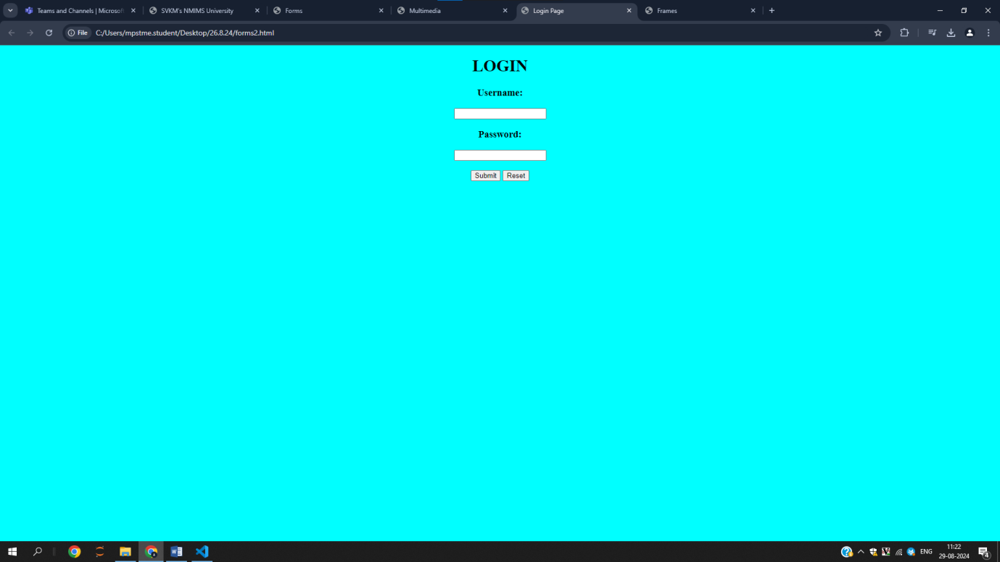 Teams and Channels | Microsoft
SVKM's NMIMS University
Forms
Multimedia
Login Page
Frames
File
C:/Users/mpstme.student/Desktop/26.8.24/forms2.html
LOGIN
Username:
Password:
Submit Reset
ENG
11:22
29-08-2024
4